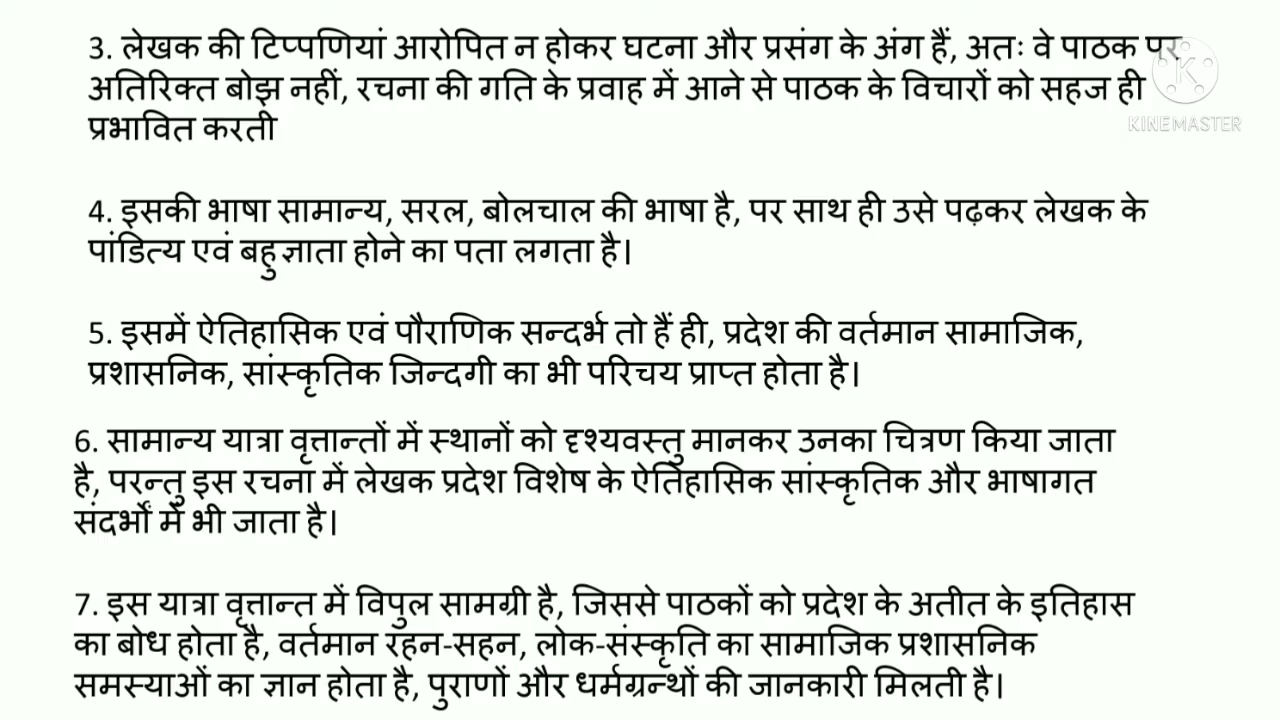 3. लेखक की टिप्पणियां आरोपित न होकर घटना और प्रसंग के अंग हैं, अतः वे पाठक पर
अतिरिक्त बोझ नहीं, रचना की गति के प्रवाह में आने से पाठक के विचारों को सहज ही
प्रभावित करती
4. इसकी भाषा सामान्य, सरल, बोलचाल की भाषा है, पर साथ ही उसे पढ़कर लेखक के
पांडित्य एवं बहुज्ञाता होने का पता लगता है।
5. इसमें ऐतिहासिक एवं पौराणिक सन्दर्भ तो हैं ही, प्रदेश की वर्तमान सामाजिक,
प्रशासनिक, सांस्कृतिक जिन्दगी का भी परिचय प्राप्त होता है।
6. सामान्य यात्रा वृत्तान्तों में स्थानों को दृश्यवस्तु मानकर उनका चित्रण किया जाता
है, परन्तु इस रचना में लेखक प्रदेश विशेष के ऐतिहासिक सांस्कृतिक और भाषागत
संदर्भों में भी जाता है।
7. इस यात्रा वृत्तान्त में विपुल सामग्री है, जिससे पाठकों को प्रदेश के अतीत के इतिहास
का बोध होता है, वर्तमान रहन-सहन, लोक-संस्कृति का सामाजिक प्रशासनिक
समस्याओं का ज्ञान होता है, पुराणों और धर्मग्रन्थों की जानकारी मिलती है।
K
KINEMASTER